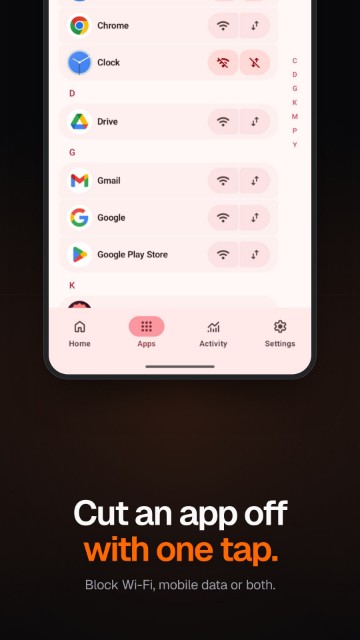 Chrome
Clock
C
D
G
K
M
P
Y
D
Drive
G
Gmail
Google
Google Play Store
K
Home
Apps
Activity
Settings
Cut an app off
with one tap.
Block Wi-Fi, mobile data or both.